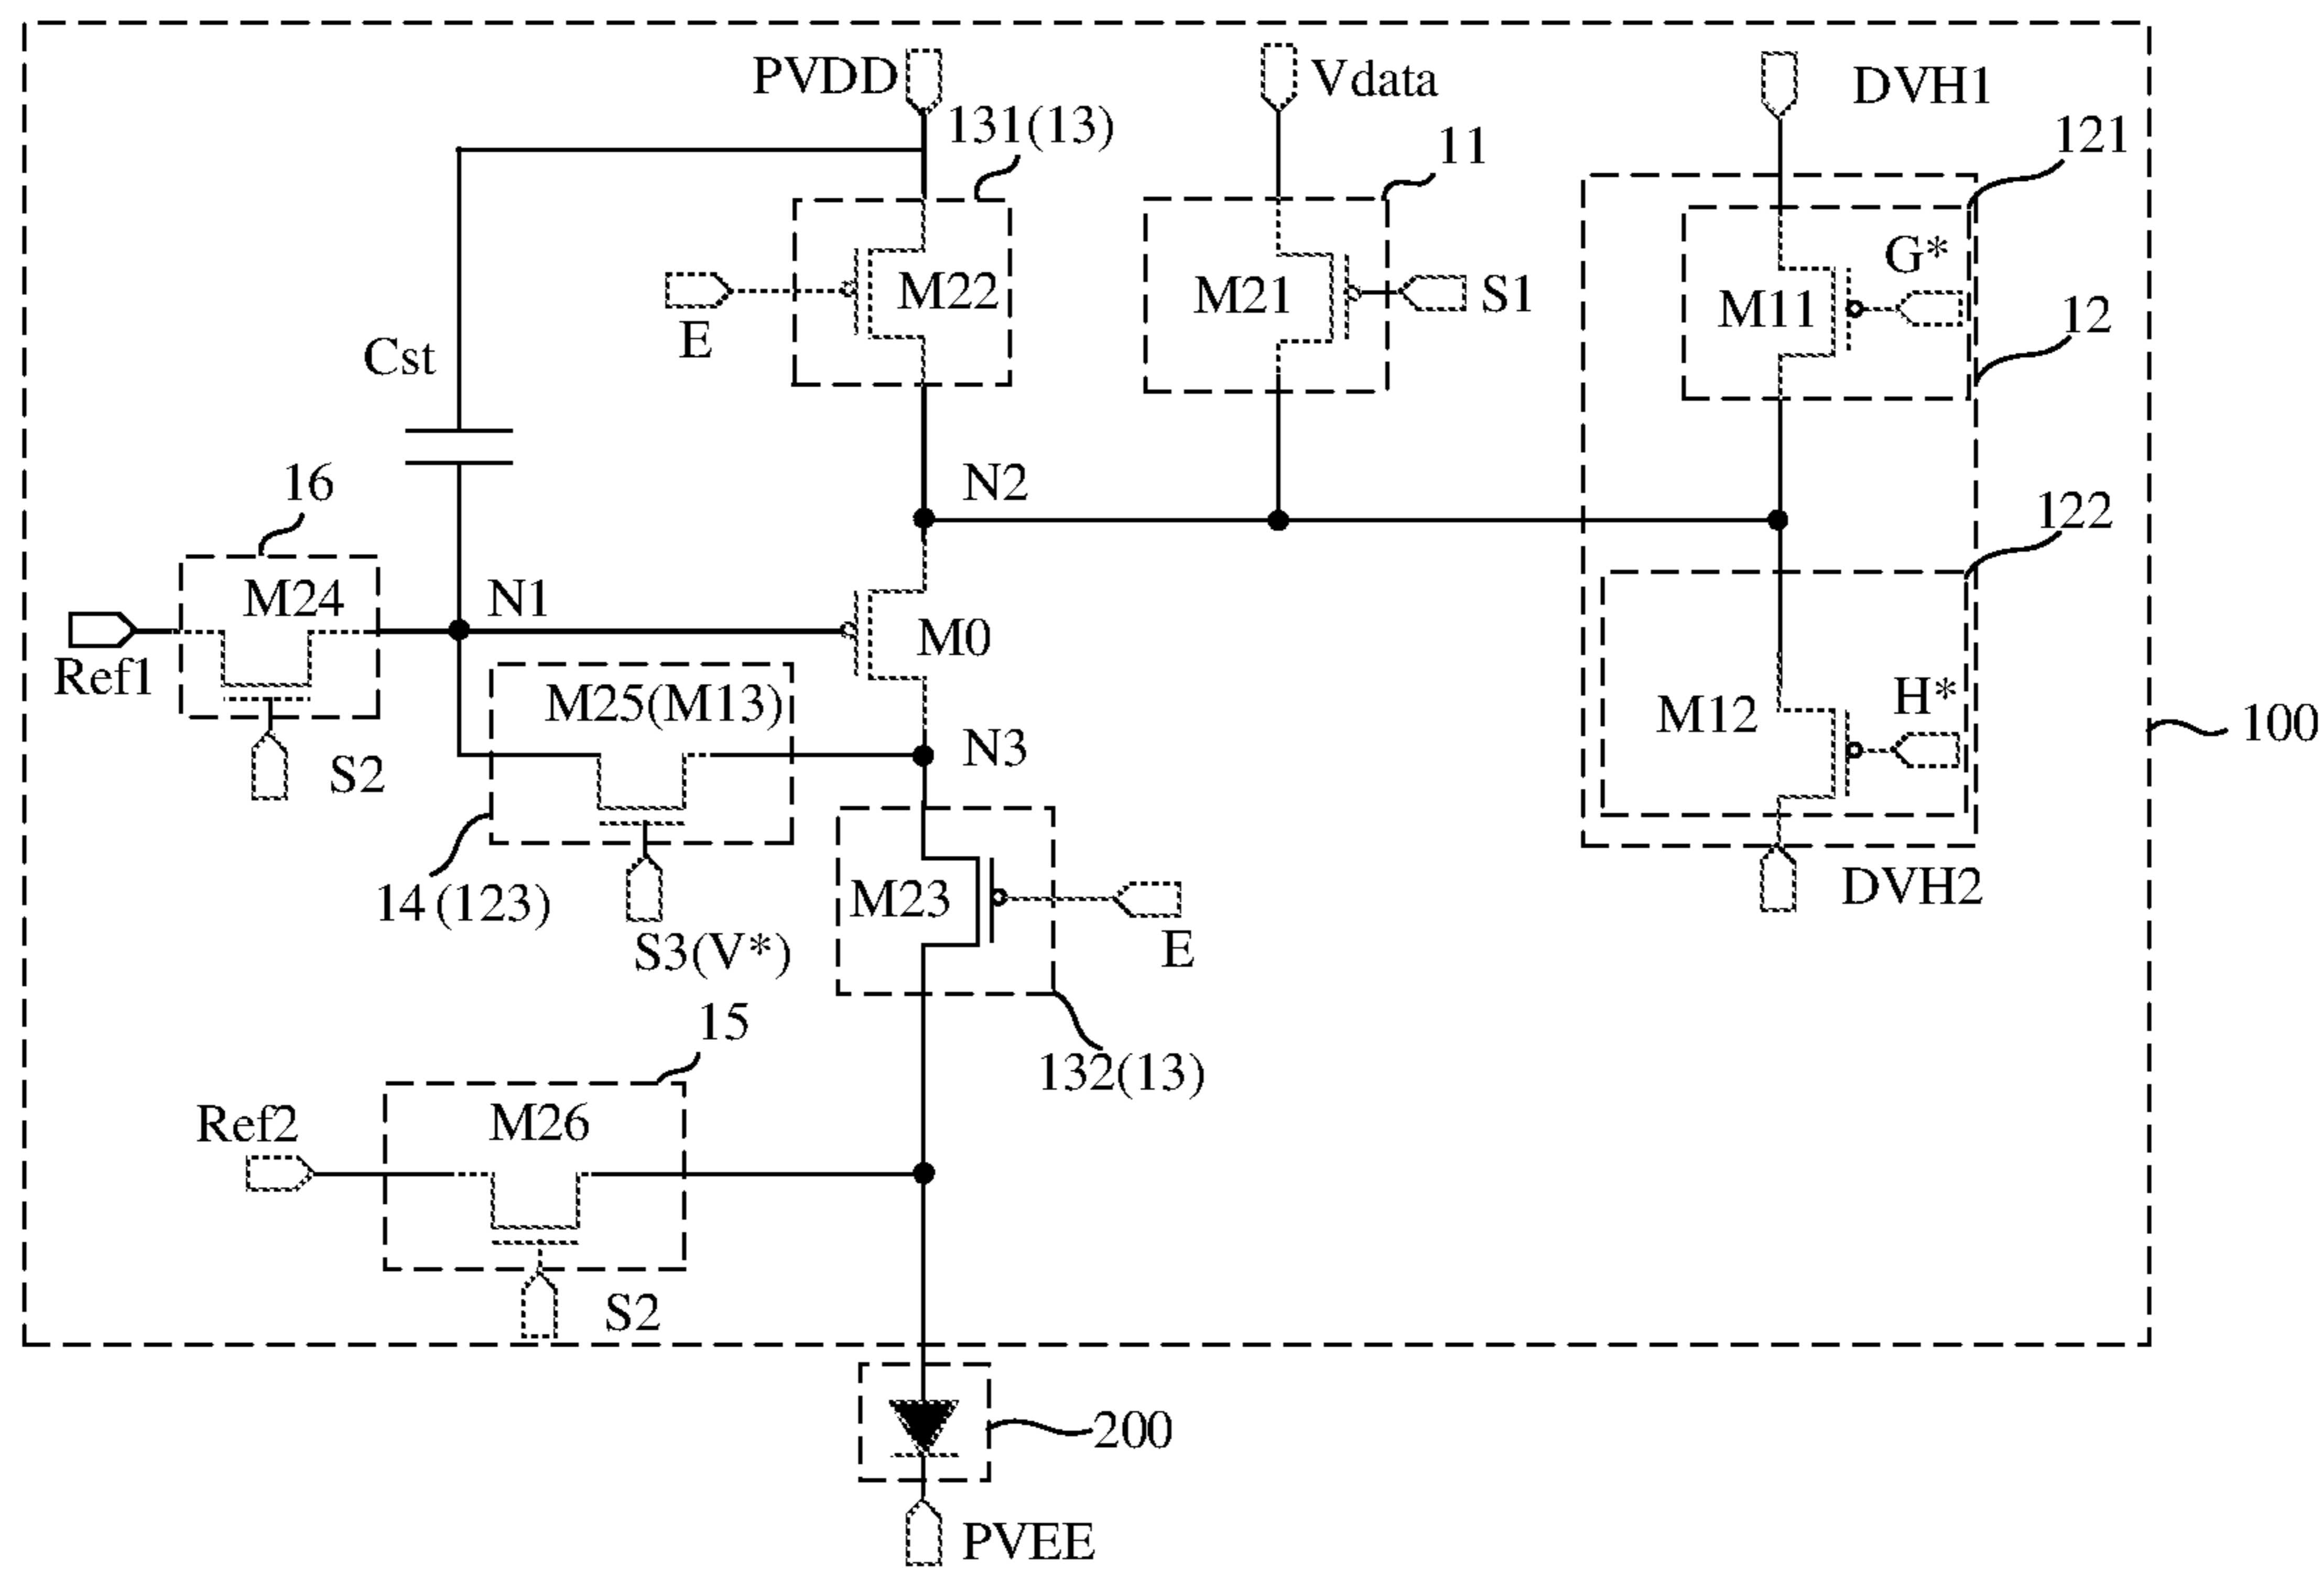 PVDD
Vdata
DVH1
131(13)
11
121
G*
M22
M21
S1
M11
12
E
Cst
16
N2
122
M24
N1
M0
Ref1
M25(M13)
M12
H*
100
S2
N3
14(123)
M23
DVH2
S3(V*)
E
15
132(13)
Ref2
M26
S2
200
PVEE